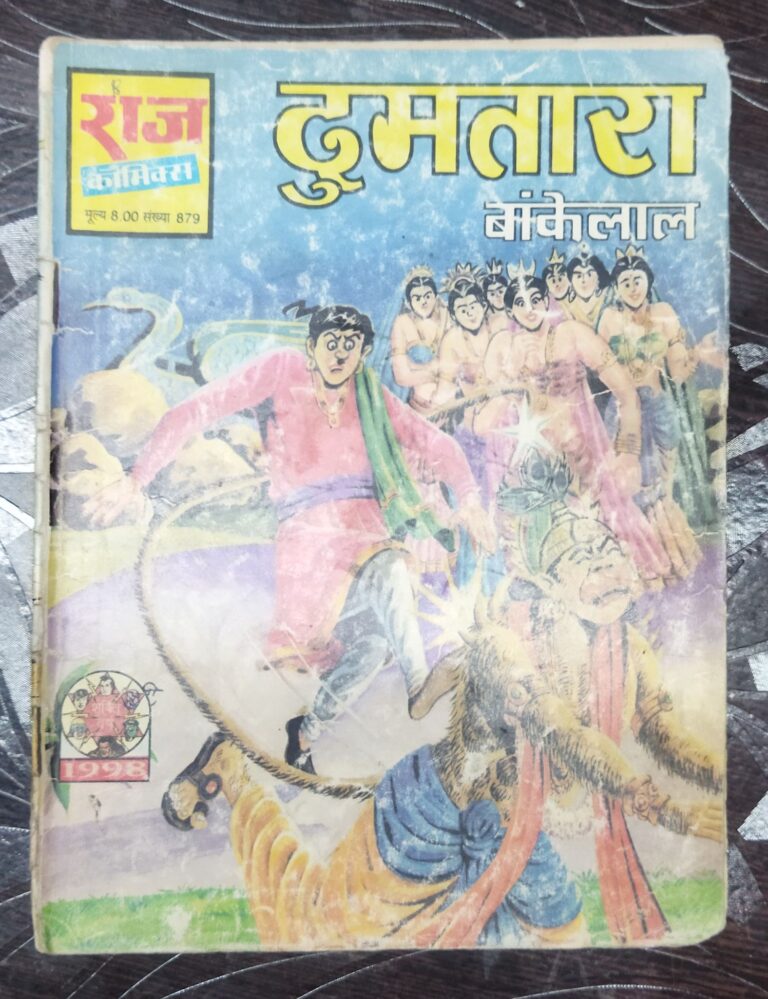 राज
कॉमिक्स
मूल्य 8.00 संख्या 879
दुमतारा
बांकेलाल
1998